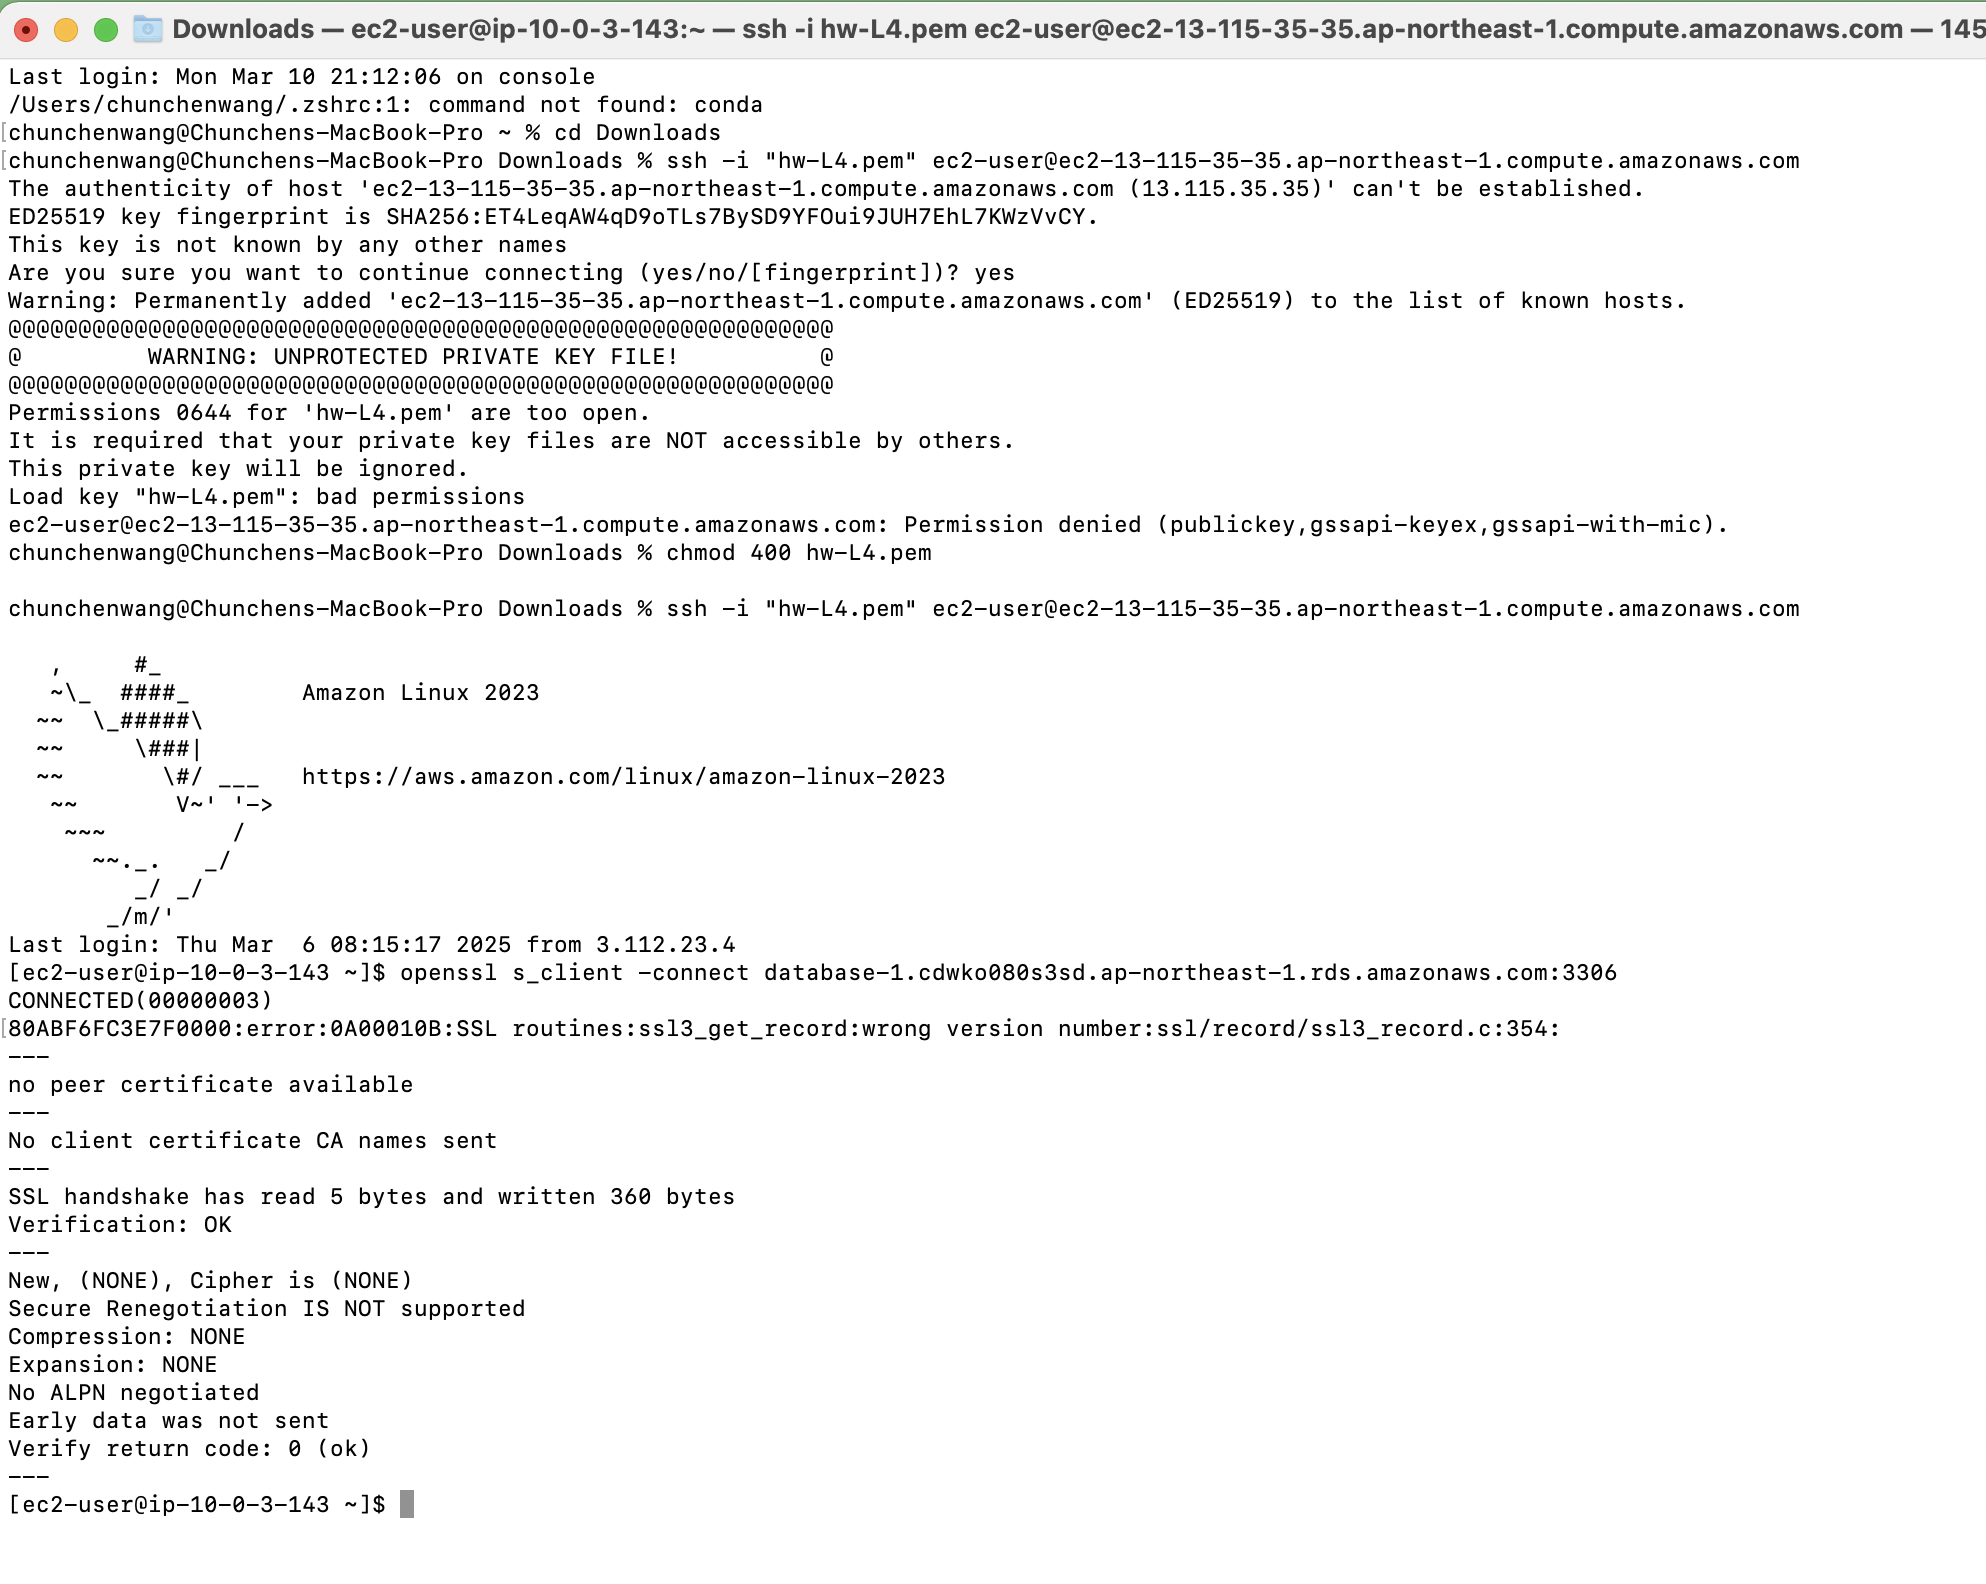 Downloads — ec2-user@ip-10-0-3-143:~ — ssh -i hw-L4.pem ec2-user@ec2-13-115-35-35.ap-northeast-1.compute.amazonaws.com — 145
Last login: Mon Mar 10 21:12:06 on console
/Users/chunchenwang/.zshrc:1: command not found: conda
[chunchenwang@Chunchens-MacBook-Pro ~ % cd Downloads
[chunchenwang@Chunchens-MacBook-Pro Downloads % ssh -i "hw-L4.pem" ec2-user@ec2-13-115-35-35.ap-northeast-1.compute.amazonaws.com
The authenticity of host 'ec2-13-115-35-35.ap-northeast-1.compute.amazonaws.com (13.115.35.35)' can't be established.
ED25519 key fingerprint is SHA256:ET4LeqAW4qD9oTLs7BySD9YFOui9JUH7EhL7KWzVvCY.
This key is not known by any other names
Are you sure you want to continue connecting (yes/no/[fingerprint])? yes
Warning: Permanently added 'ec2-13-115-35-35.ap-northeast-1.compute.amazonaws.com' (ED25519) to the list of known hosts.
@@@@@@@@@@@@@@@@@@@@@@@@@@@@@@@@@@@@@@@@@@@@@@@@@@@@@@@@@@@
@         WARNING: UNPROTECTED PRIVATE KEY FILE!          @
@@@@@@@@@@@@@@@@@@@@@@@@@@@@@@@@@@@@@@@@@@@@@@@@@@@@@@@@@@@
Permissions 0644 for 'hw-L4.pem' are too open.
It is required that your private key files are NOT accessible by others.
This private key will be ignored.
Load key "hw-L4.pem": bad permissions
ec2-user@ec2-13-115-35-35.ap-northeast-1.compute.amazonaws.com: Permission denied (publickey,gssapi-keyex,gssapi-with-mic).
chunchenwang@Chunchens-MacBook-Pro Downloads % chmod 400 hw-L4.pem
chunchenwang@Chunchens-MacBook-Pro Downloads % ssh -i "hw-L4.pem" ec2-user@ec2-13-115-35-35.ap-northeast-1.compute.amazonaws.com
   ,     #_
   ~\_  ####_        Amazon Linux 2023
  ~~  \_#####\
  ~~     \###|
  ~~       \#/ ___   https://aws.amazon.com/linux/amazon-linux-2023
   ~~       V~' '->
    ~~~         /
      ~~._.   _/
         _/ _/
       _/m/'
Last login: Thu Mar  6 08:15:17 2025 from 3.112.23.4
[ec2-user@ip-10-0-3-143 ~]$ openssl s_client -connect database-1.cdwko080s3sd.ap-northeast-1.rds.amazonaws.com:3306
CONNECTED(00000003)
[80ABF6FC3E7F0000:error:0A00010B:SSL routines:ssl3_get_record:wrong version number:ssl/record/ssl3_record.c:354:
---
no peer certificate available
---
No client certificate CA names sent
---
SSL handshake has read 5 bytes and written 360 bytes
Verification: OK
---
New, (NONE), Cipher is (NONE)
Secure Renegotiation IS NOT supported
Compression: NONE
Expansion: NONE
No ALPN negotiated
Early data was not sent
Verify return code: 0 (ok)
---
[ec2-user@ip-10-0-3-143 ~]$